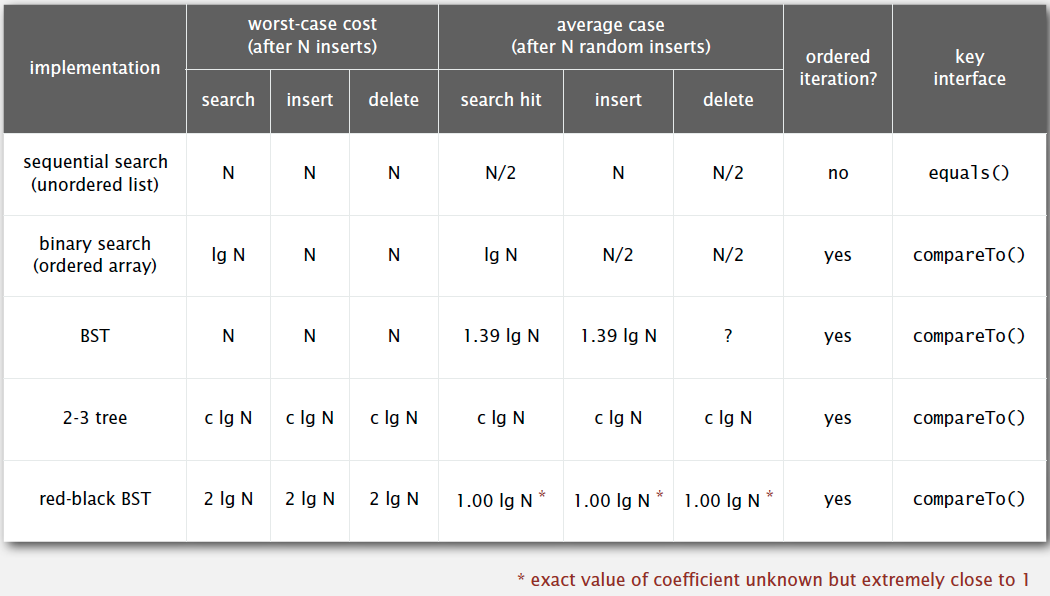 implementation
worst-case cost
(after N inserts)
average case
(after N random inserts)
ordered
iteration?
key
interface
search insert delete search hit insert delete
sequential search
(unordered list)
N N N N/2 N N/2 no equals()
binary search
(ordered array)
lg N N N lg N N/2 N/2 yes compareTo()
BST N N N 1.39 lg N 1.39 lg N ? yes compareTo()
2-3 tree c lg N c lg N c lg N c lg N c lg N c lg N yes compareTo()
red-black BST 2 lg N 2 lg N 2 lg N 1.00 lg N * 1.00 lg N * 1.00 lg N * yes compareTo()
* exact value of coefficient unknown but extremely close to 1